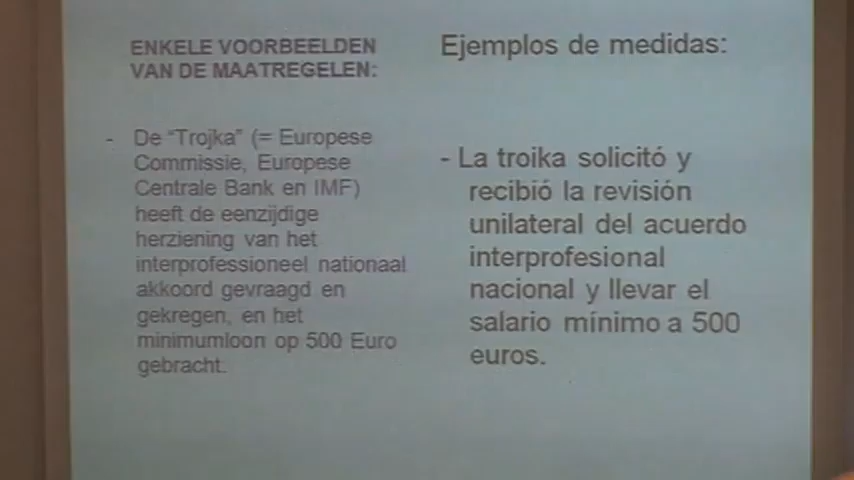 ENKELE VOORBEELDEN
VAN DE MAATREGELEN:
- De "Trojka" (= Europese
Commissie, Europese
Centrale Bank en IMF)
heeft de eenzijdige
herziening van het
interprofessioneel nationaal
akkoord gevraagd en
gekregen, en het
minimumloon op 500 Euro
gebracht.
Ejemplos de medidas:
- La troika solicitó y
recibió la revisión
unilateral del acuerdo
interprofesional
nacional y llevar el
salario mínimo a 500
euros.